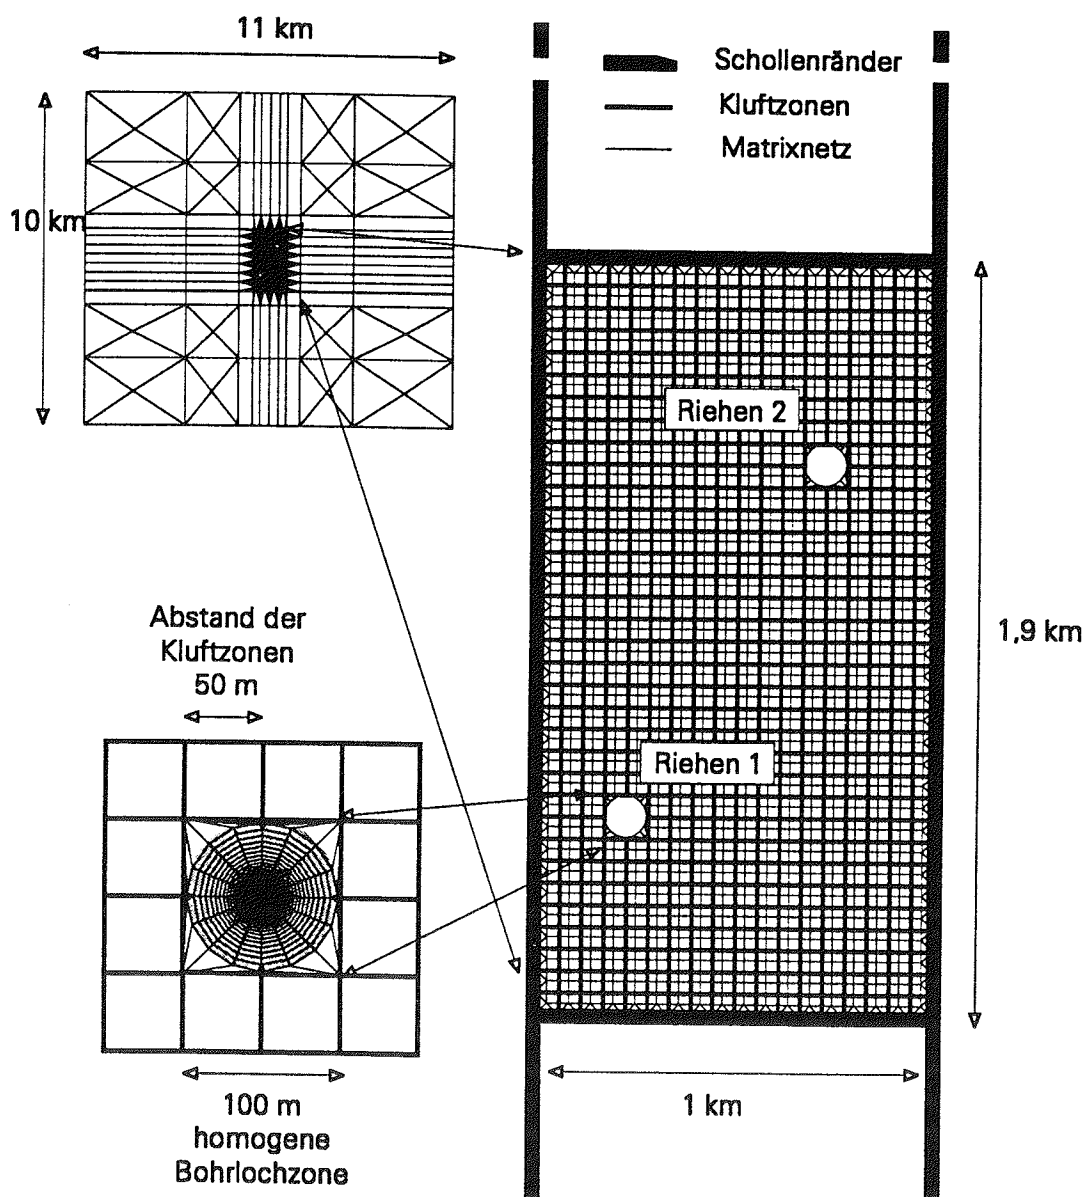 11 km
10 km
Schollenränder
Kluftzonen
Matrixnetz
Riehen 2
1,9 km
Riehen 1
1 km
Abstand der
Kluftzonen
50 m
100 m
homogene
Bohrlochzone